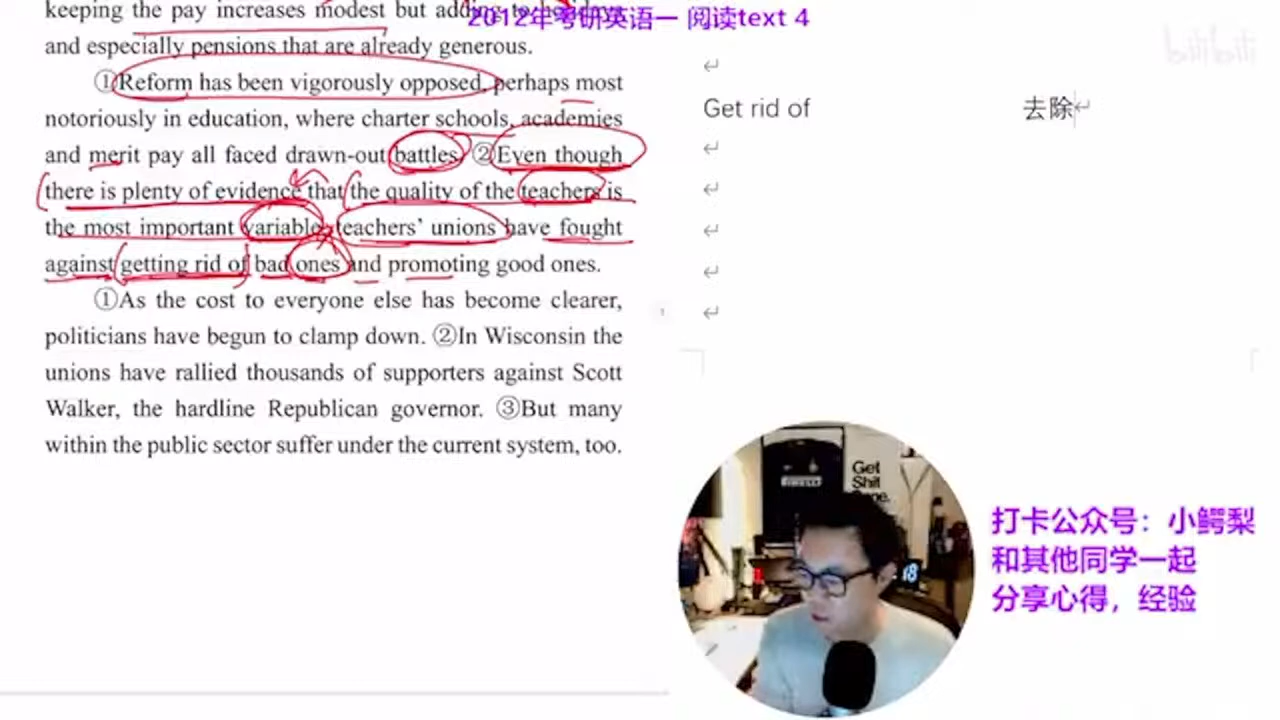 keeping the pay increases modest but adding to
2012年考研英语一 阅读text 4
and especially pensions that are already generous.
①Reform has been vigorously opposed, perhaps most
notoriously in education, where charter schools, academies
and merit pay all faced drawn-out battles. ②Even though
there is plenty of evidence that the quality of the teachers is
the most important variable, teachers’ unions have fought
against getting rid of bad ones and promoting good ones.
①As the cost to everyone else has become clearer,
politicians have begun to clamp down. ②In Wisconsin the
unions have rallied thousands of supporters against Scott
Walker, the hardline Republican governor. ③But many
within the public sector suffer under the current system, too.
bilibili
Get rid of 去除
PIRELLI
Get
Shit
Done.
18
打卡公众号：小鳄梨
和其他同学一起
分享心得，经验